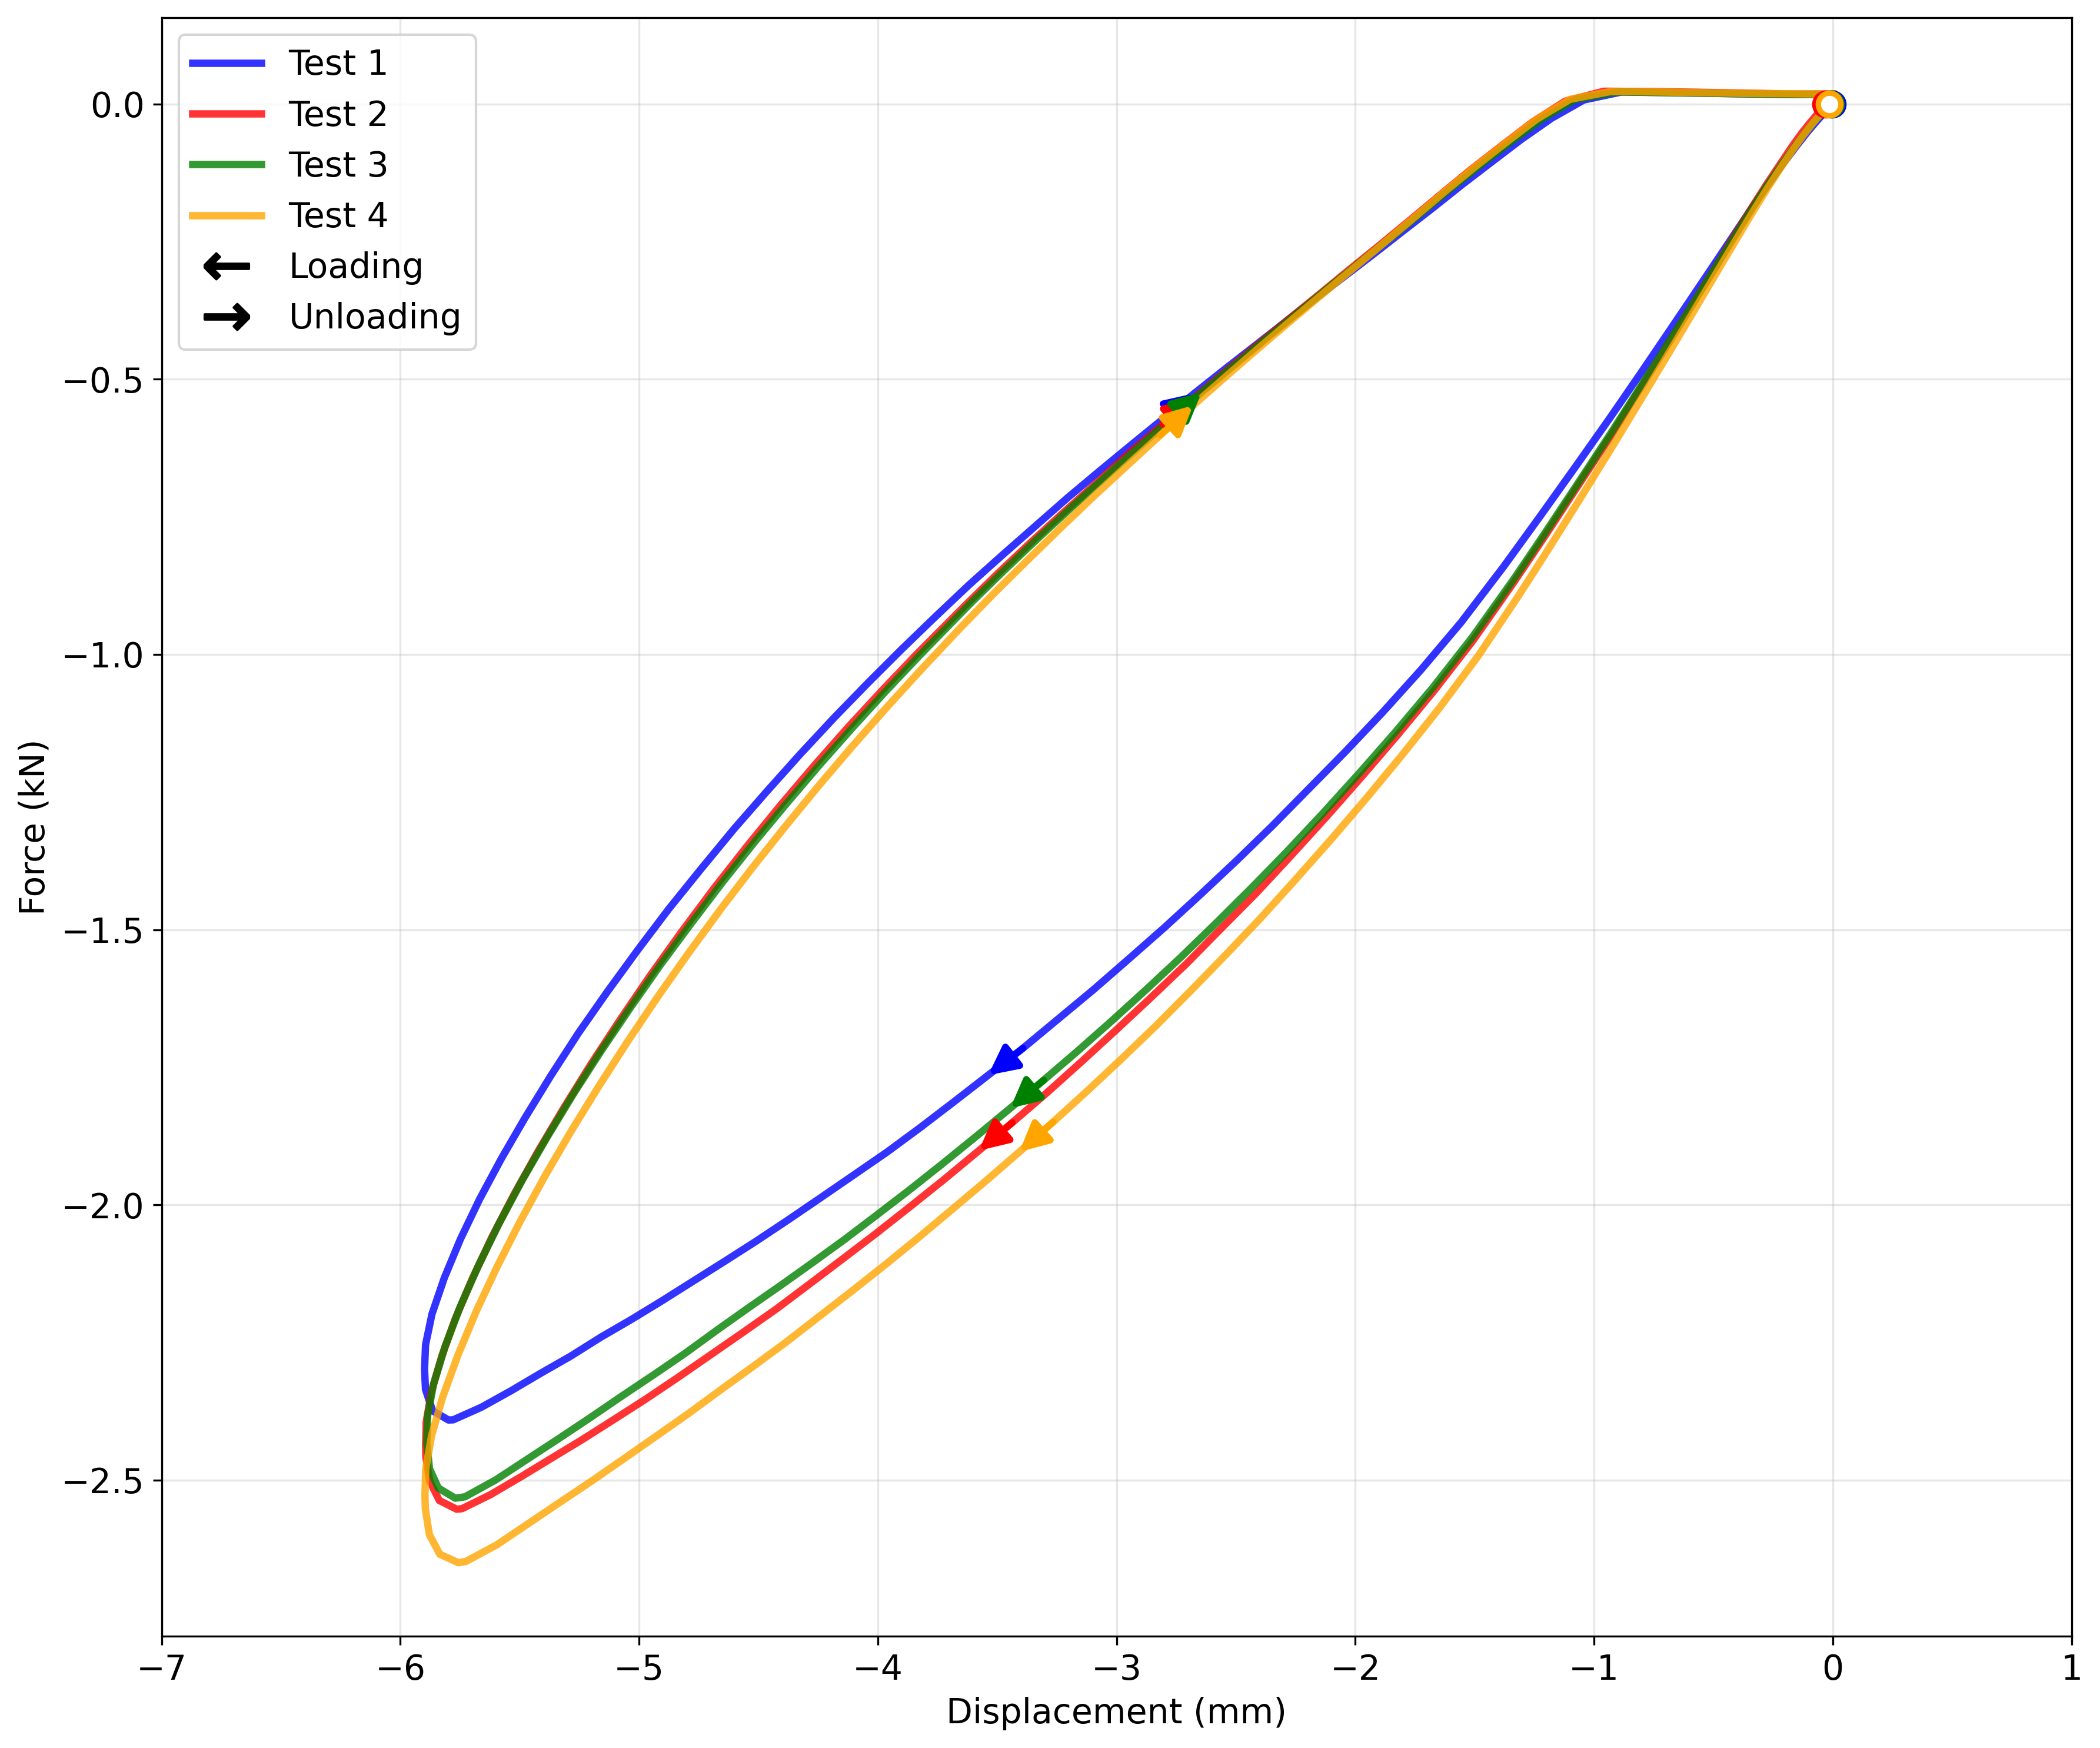 Test 1
Test 2
Test 3
Test 4
Loading
Unloading
0.0
−0.5
−1.0
−1.5
−2.0
−2.5
Force (kN)
−7
−6
−5
−4
−3
−2
−1
0
1
Displacement (mm)